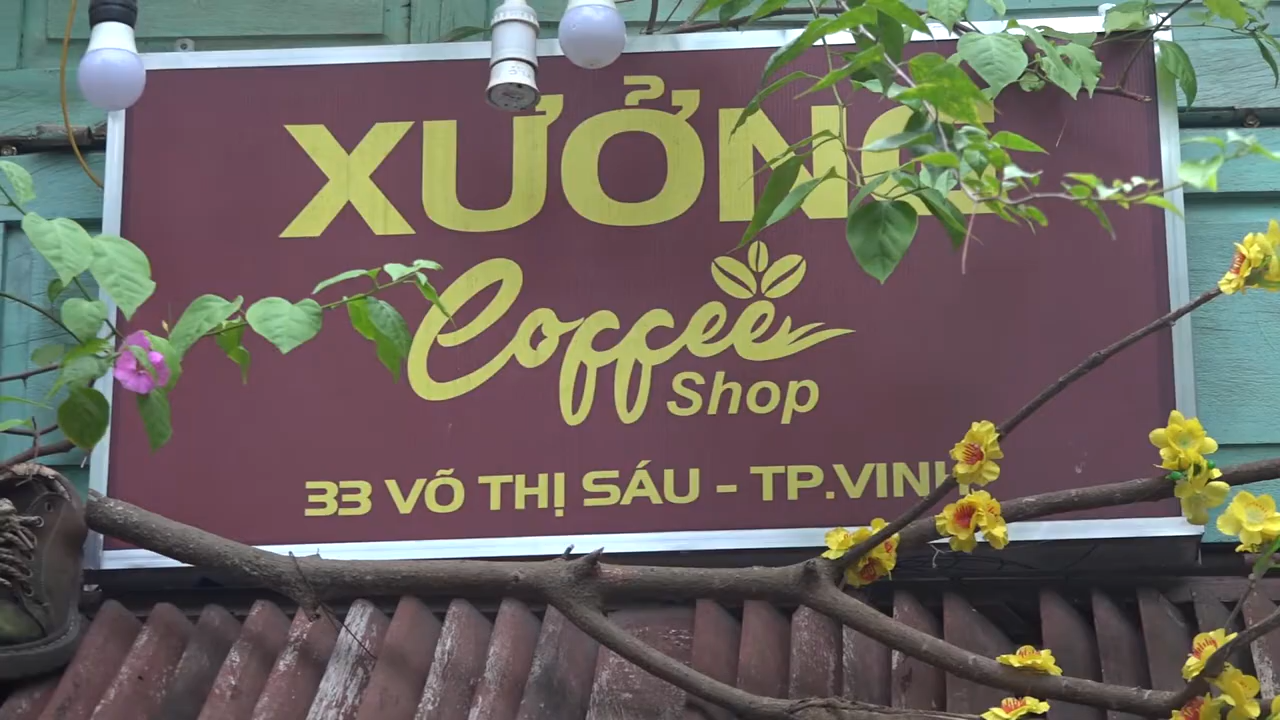 XƯỞNG
Coffee
Shop
33 VÕ THỊ SÁU - TP.VINH